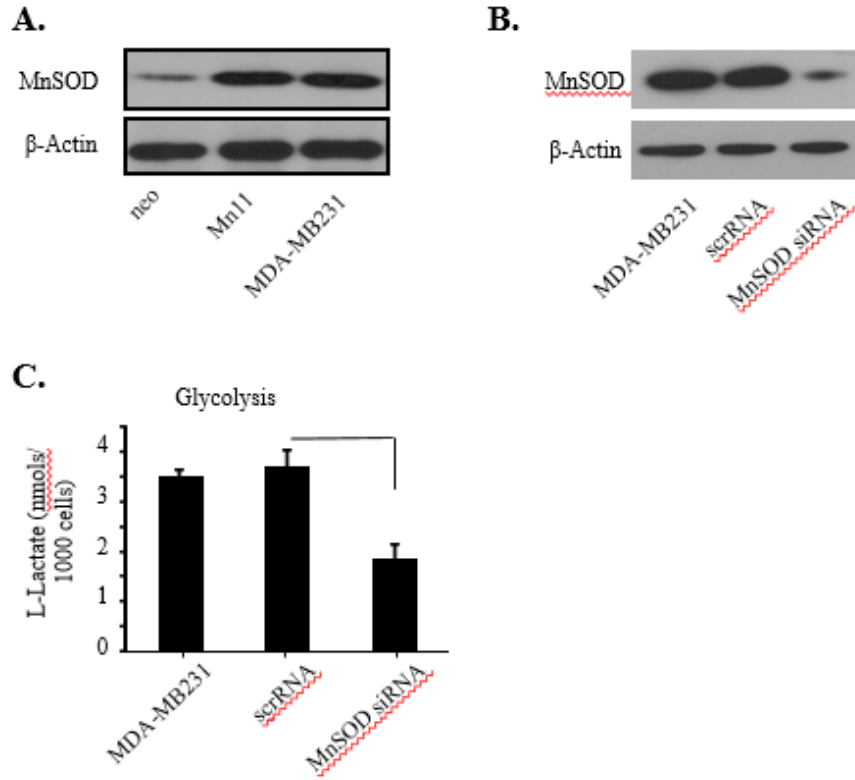 A.
MnSOD
β-Actin
neo
Mn11
MDA-MB231
B.
MnSOD
β-Actin
MDA-MB231
scrRNA
MnSOD siRNA
C.
Glycolysis
L-Lactate (nmols/
1000 cells)
4
3
2
1
0
MDA-MB231
scrRNA
MnSOD siRNA